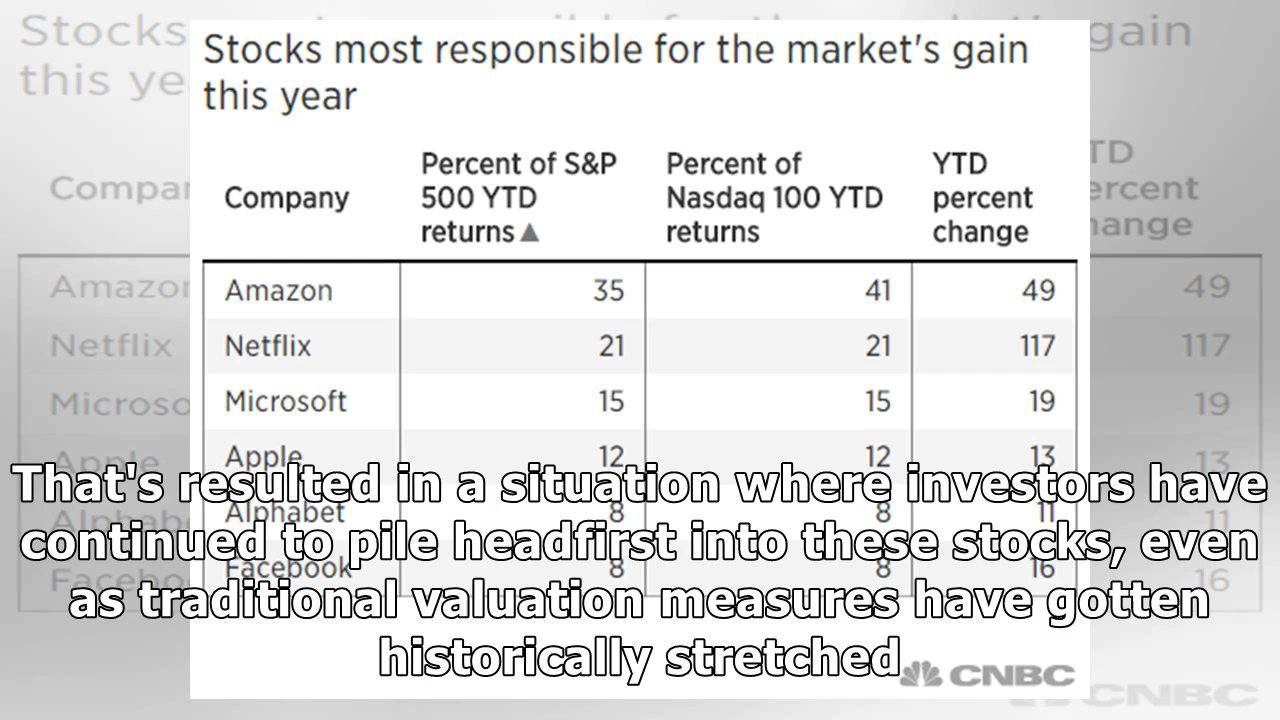 Stocks most responsible for the market's gain
this year
Company
Percent of S&P
500 YTD
returns▲
Percent of
Nasdaq 100 YTD
returns
YTD
percent
change
Amazon 35 41 49
Netflix 21 21 117
Microsoft 15 15 19
Apple 12 12 13
Alphabet 8 8 11
Facebook 8 8 16
That's resulted in a situation where investors have
continued to pile headfirst into these stocks, even
as traditional valuation measures have gotten
historically stretched
CNBC